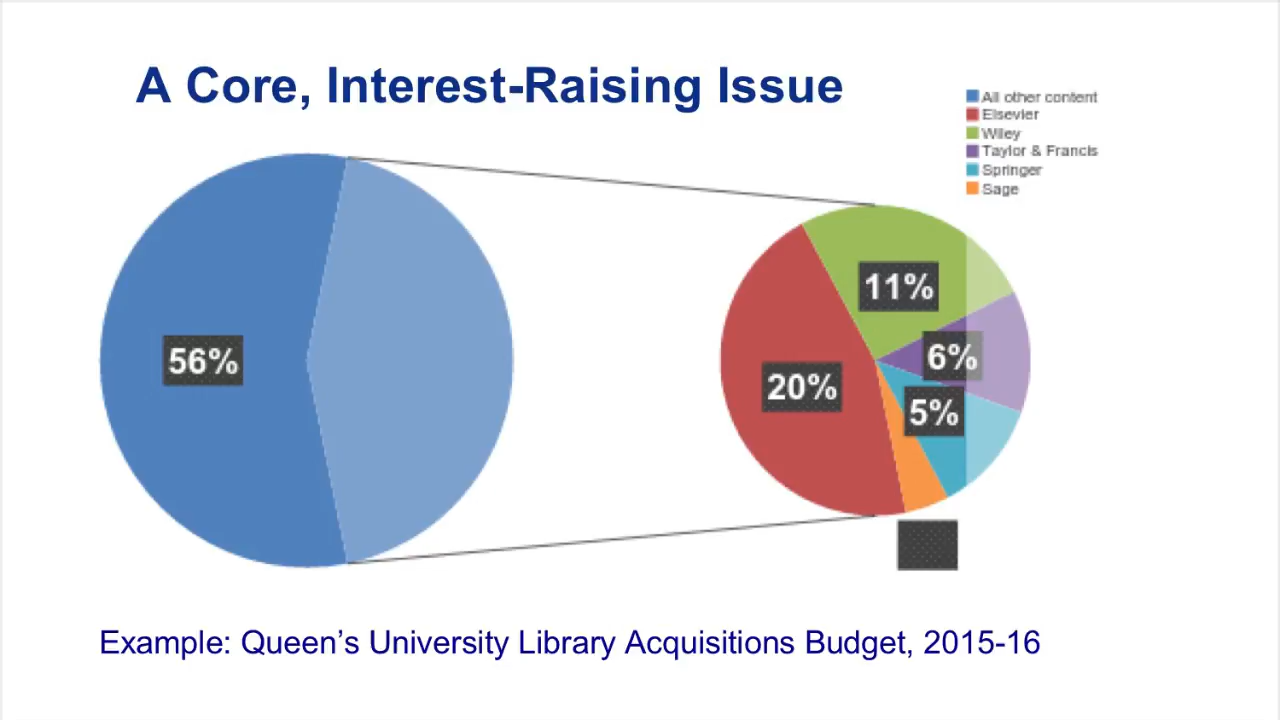 A Core, Interest-Raising Issue
All other content
Elsevier
Wiley
Taylor & Francis
Springer
Sage
56%
11%
6%
20%
5%
Example: Queen’s University Library Acquisitions Budget, 2015-16